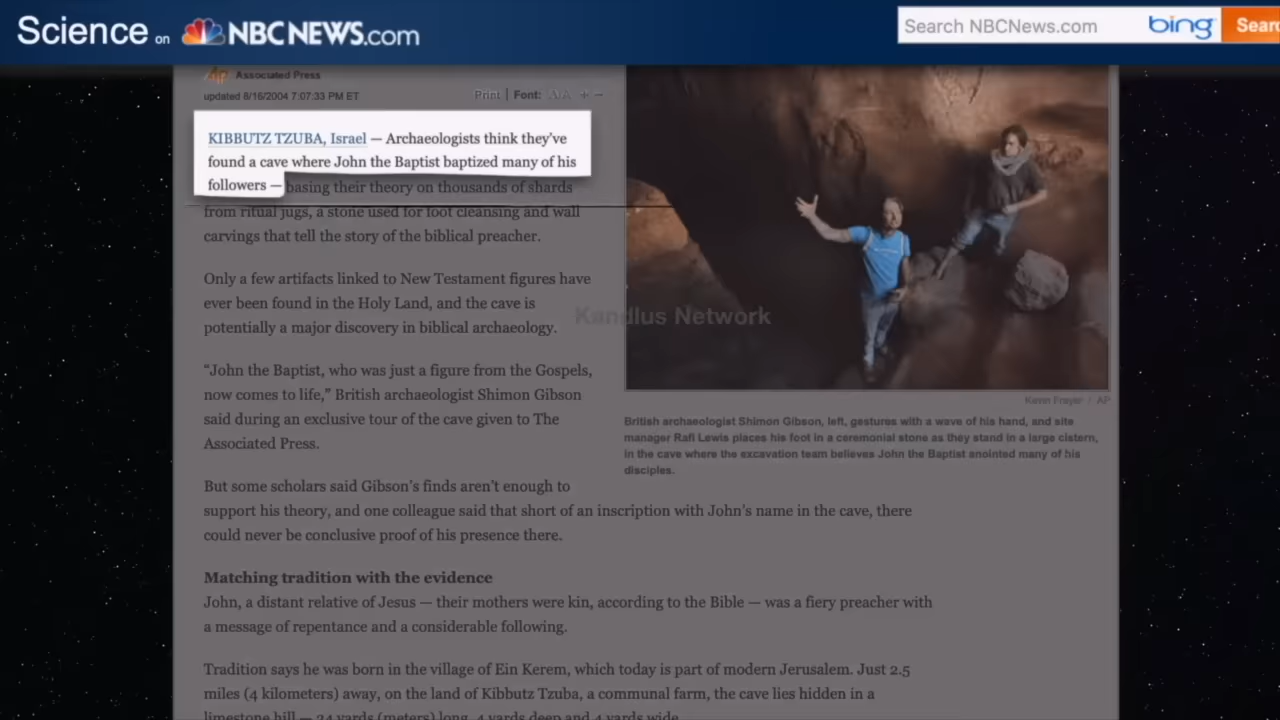 Science on NBCNEWS.com
Search NBCNews.com bing Searc
AP Associated Press
updated 8/16/2004 7:07:33 PM ET
Print | Font: A A + −
KIBBUTZ TZUBA, Israel — Archaeologists think they've
found a cave where John the Baptist baptized many of his
followers — basing their theory on thousands of shards
from ritual jugs, a stone used for foot cleansing and wall
carvings that tell the story of the biblical preacher.
Only a few artifacts linked to New Testament figures have
ever been found in the Holy Land, and the cave is
potentially a major discovery in biblical archaeology.
“John the Baptist, who was just a figure from the Gospels,
now comes to life,” British archaeologist Shimon Gibson
said during an exclusive tour of the cave given to The
Associated Press.
But some scholars said Gibson's finds aren't enough to
support his theory, and one colleague said that short of an inscription with John's name in the cave, there
could never be conclusive proof of his presence there.
Matching tradition with the evidence
John, a distant relative of Jesus — their mothers were kin, according to the Bible — was a fiery preacher with
a message of repentance and a considerable following.
Tradition says he was born in the village of Ein Kerem, which today is part of modern Jerusalem. Just 2.5
miles (4 kilometers) away, on the land of Kibbutz Tzuba, a communal farm, the cave lies hidden in a
limestone hill — 24 yards (meters) long, 4 yards deep and 4 yards wide.
Kandlus Network
/ AP
British archaeologist Shimon Gibson, left, gestures with a wave of his hand, and site
manager Rafi Lewis places his foot in a ceremonial stone as they stand in a large cistern,
in the cave where the excavation team believes John the Baptist anointed many of his
disciples.